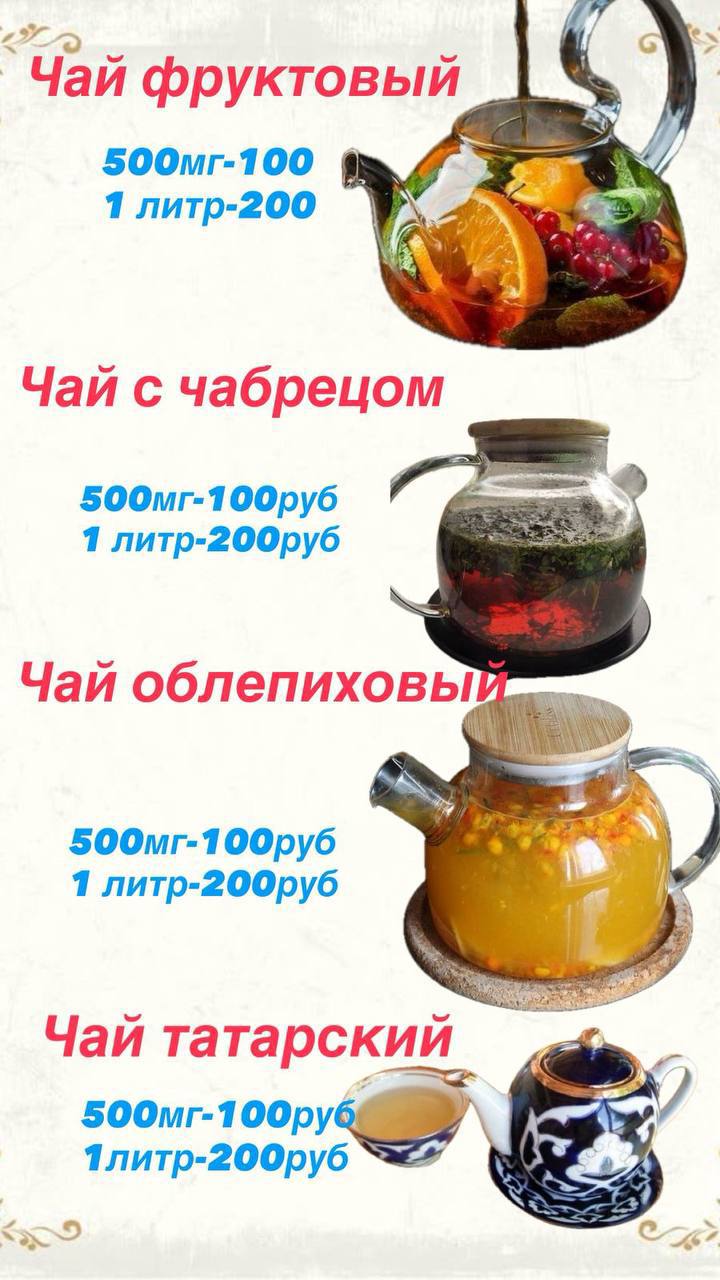 Чай фруктовый
500мг-100
1 литр-200
Чай с чабрецом
500мг-100руб
1 литр-200руб
Чай облепиховый
500мг-100руб
1 литр-200руб
Чай татарский
500мг-100руб
1литр-200руб